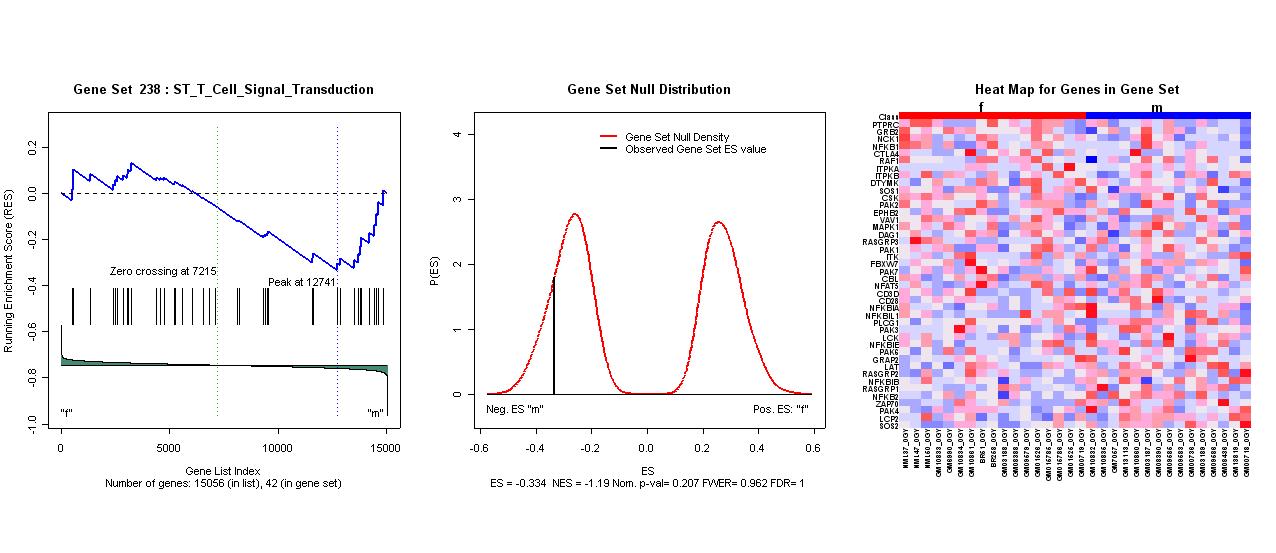 Gene Set 238 : ST_T_Cell_Signal_Transduction
Running Enrichment Score (RES)
0.2
0.0
-0.2
-0.4
-0.6
-0.8
-1.0
Zero crossing at 7215
Peak at 12741
"f"
"m"
0
5000
10000
15000
Gene List Index
Number of genes: 15056 (in list), 42 (in gene set)
Gene Set Null Distribution
P(ES)
4
3
2
1
0
Gene Set Null Density
Observed Gene Set ES value
Neg. ES "m"
Pos. ES: "f"
-0.6
-0.4
-0.2
0.0
0.2
0.4
0.6
ES
ES = -0.334 NES = -1.19 Nom. p-val= 0.207 FWER= 0.962 FDR= 1
Heat Map for Genes in Gene Set
f
m
Class
PTPRC
GRB2
NCK1
NFKB1
CTLA4
RAF1
ITPKA
ITPKB
DTYMK
SOS1
CSK
PAK2
EPHB2
VAV1
MAPK1
DAG1
RASGRP3
PAK1
ITK
FBXW7
PAK7
CBL
NFAT5
CD3D
CD28
NFKBIA
NFKBIL1
PLCG1
PAK3
LCK
NFKBIE
PAK6
GRAP2
LAT
RASGRP2
NFKBIB
RASGRP1
NFKB2
ZAP70
PAK4
LCP2
SOS2